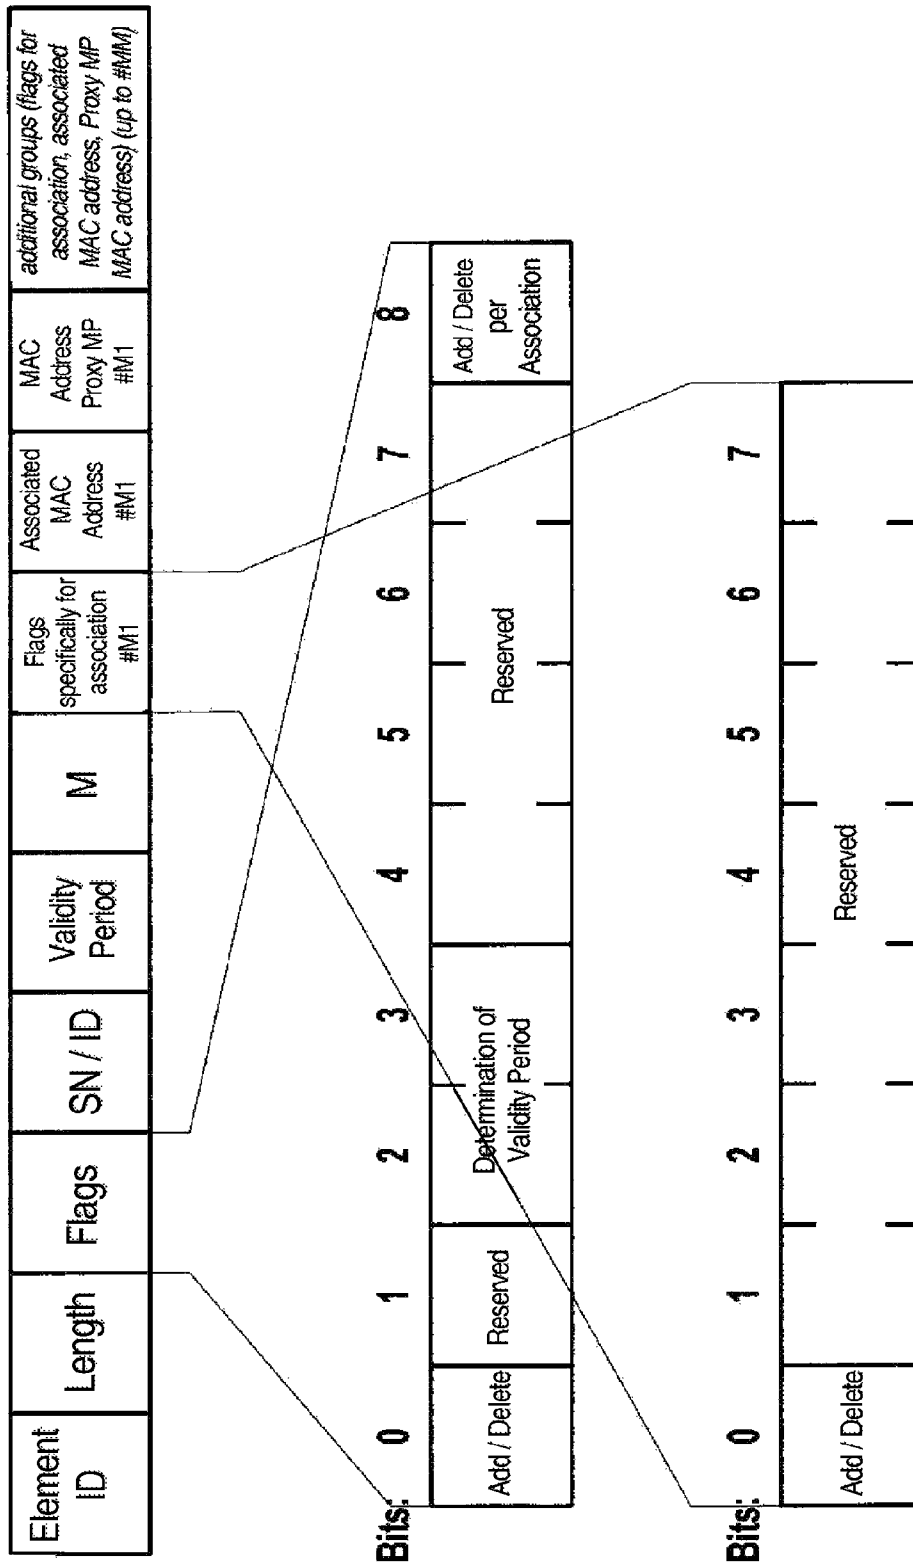 Element
ID
Length
Flags
SN / ID
Validity
Period
M
Flags
specifically for
association
#M1
Associated
MAC
Address
#M1
MAC
Address
Proxy MP
#M1
additional groups (flags for
association, associated
MAC address, Proxy MP
MAC address) (up to #MM)
Bits: 0 1 2 3 4 5 6 7 8
Add / Delete
Reserved
Determination of
Validity Period
Reserved
Add / Delete
per
Association
Bits: 0 1 2 3 4 5 6 7
Add / Delete
Reserved